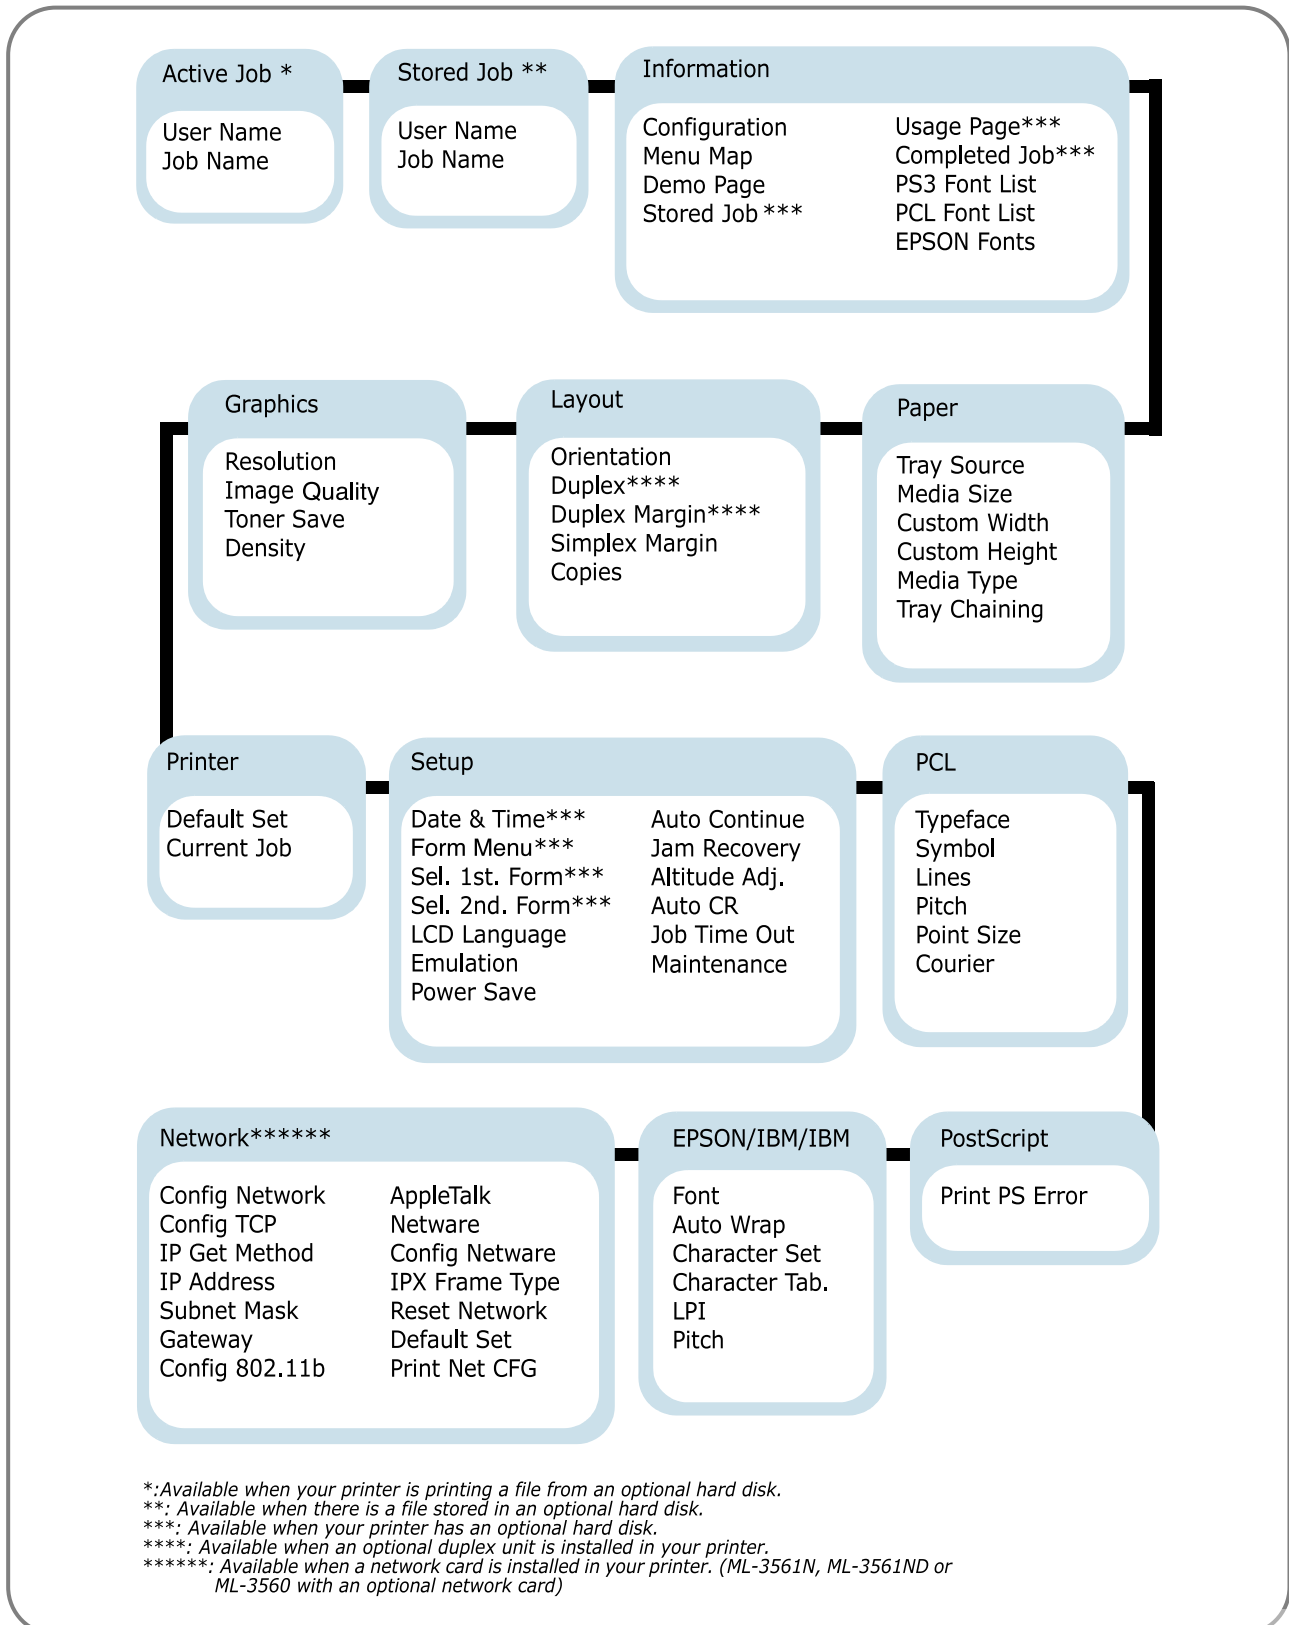 Active Job *
User Name
Job Name
Stored Job **
User Name
Job Name
Information
Configuration
Menu Map
Demo Page
Stored Job ***
Usage Page***
Completed Job***
PS3 Font List
PCL Font List
EPSON Fonts
Graphics
Resolution
Image Quality
Toner Save
Density
Layout
Orientation
Duplex****
Duplex Margin****
Simplex Margin
Copies
Paper
Tray Source
Media Size
Custom Width
Custom Height
Media Type
Tray Chaining
Printer
Default Set
Current Job
Setup
Date & Time***
Form Menu***
Sel. 1st. Form***
Sel. 2nd. Form***
LCD Language
Emulation
Power Save
Auto Continue
Jam Recovery
Altitude Adj.
Auto CR
Job Time Out
Maintenance
PCL
Typeface
Symbol
Lines
Pitch
Point Size
Courier
Network******
Config Network
Config TCP
IP Get Method
IP Address
Subnet Mask
Gateway
Config 802.11b
AppleTalk
Netware
Config Netware
IPX Frame Type
Reset Network
Default Set
Print Net CFG
EPSON/IBM/IBM
Font
Auto Wrap
Character Set
Character Tab.
LPI
Pitch
PostScript
Print PS Error
*:Available when your printer is printing a file from an optional hard disk.
**: Available when there is a file stored in an optional hard disk.
***: Available when your printer has an optional hard disk.
****: Available when an optional duplex unit is installed in your printer.
******: Available when a network card is installed in your printer. (ML-3561N, ML-3561ND or
ML-3560 with an optional network card)